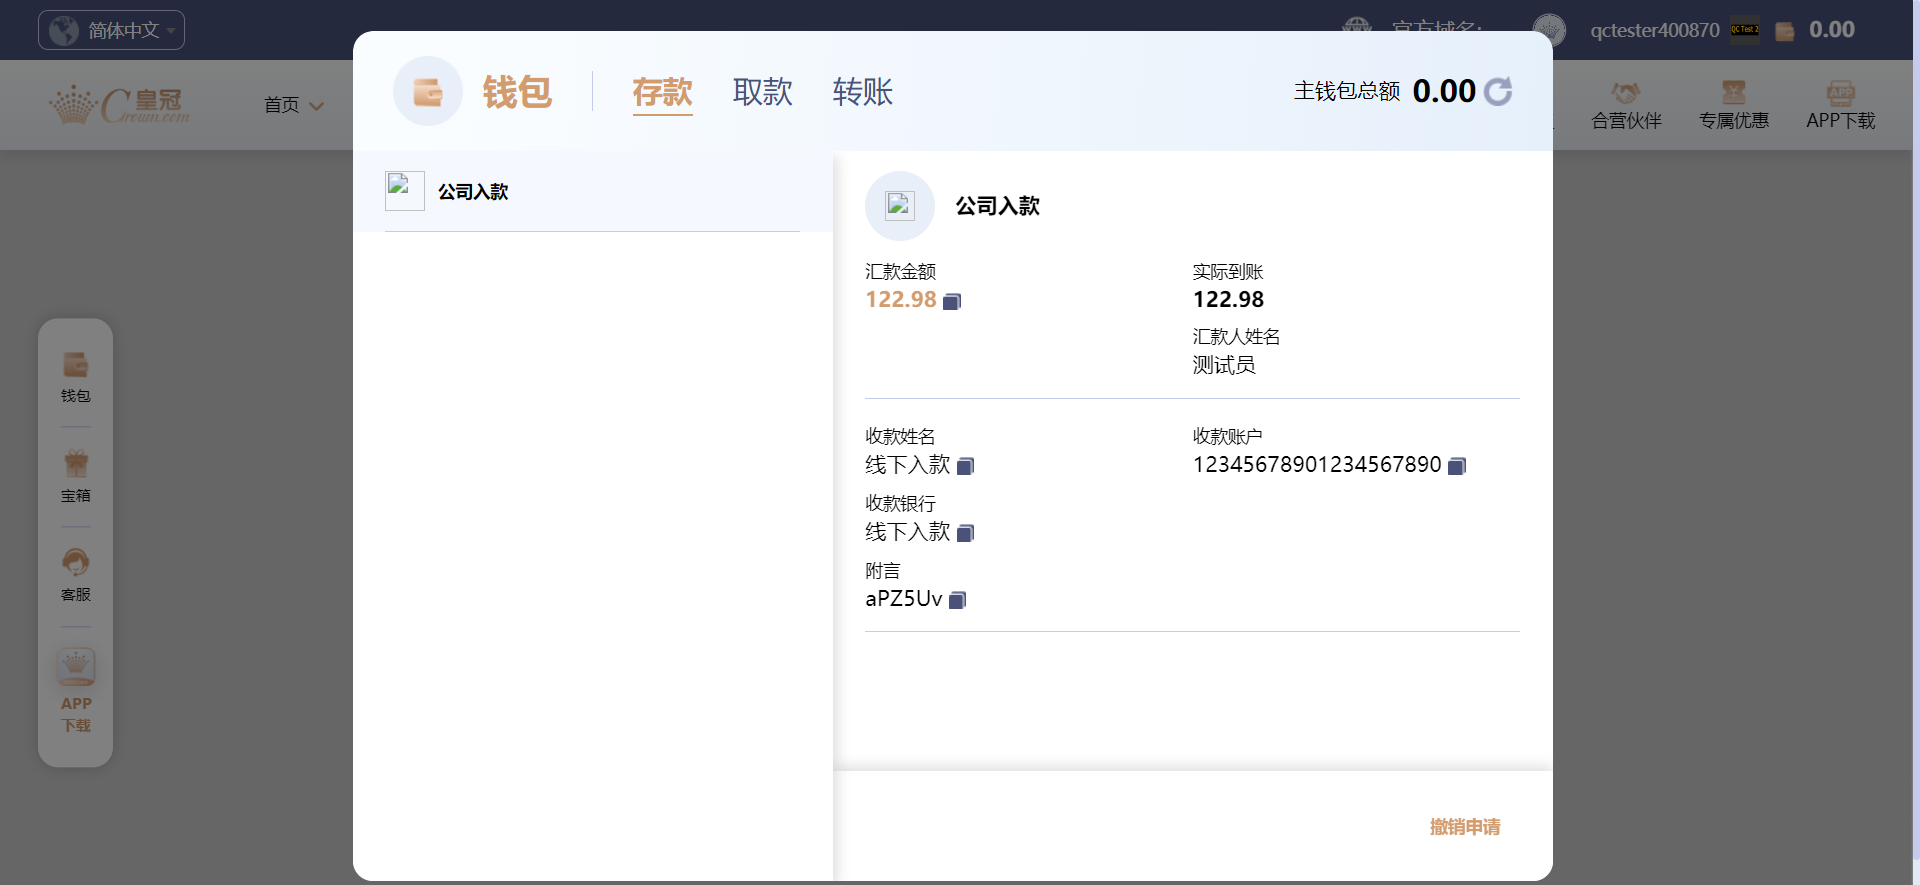 简体中文
官方域名:
qctester400870
QC Test 2
0.00
皇冠
Crown.com
首页
合营伙伴
专属优惠
APP
APP下载
钱包
存款
取款
转账
主钱包总额 0.00
公司入款
公司入款
汇款金额
122.98
实际到账
122.98
汇款人姓名
测试员
收款姓名
线下入款
收款账户
12345678901234567890
收款银行
线下入款
附言
aPZ5Uv
撤销申请
钱包
宝箱
客服
APP
下载